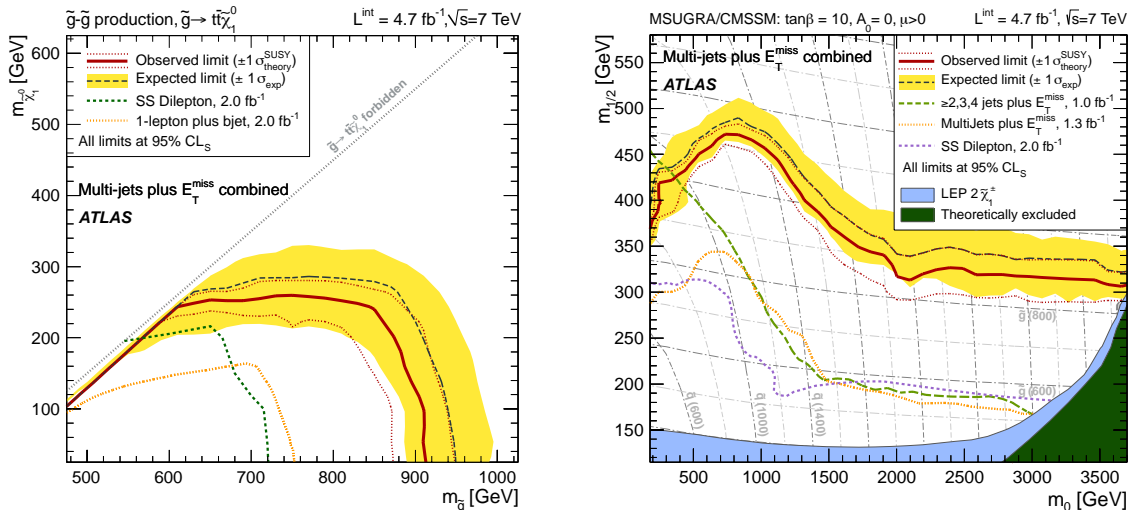 g̃-g̃ production, g̃→ tt̄χ̃₁⁰ L^int = 4.7 fb⁻¹, √s=7 TeV
m_χ̃₁⁰ [GeV]
600
500
400
300
200
100
Observed limit (±1 σ^SUSY_theory)
Expected limit (± 1 σ_exp)
SS Dilepton, 2.0 fb⁻¹
1-lepton plus bjet, 2.0 fb⁻¹
All limits at 95% CL_S
g̃→ tt̄χ̃₁⁰ forbidden
Multi-jets plus E_T^miss combined
ATLAS
500 600 700 800 900 1000
m_g̃ [GeV]
MSUGRA/CMSSM: tanβ = 10, A₀ = 0, μ>0 L^int = 4.7 fb⁻¹, √s=7 TeV
m_1/2 [GeV]
550
500
450
400
350
300
250
200
150
Multi-jets plus E_T^miss combined
ATLAS
Observed limit (±1 σ^SUSY_theory)
Expected limit (± 1 σ_exp)
≥2,3,4 jets plus E_T^miss, 1.0 fb⁻¹
MultiJets plus E_T^miss, 1.3 fb⁻¹
SS Dilepton, 2.0 fb⁻¹
All limits at 95% CL_S
LEP 2 χ̃₁^±
Theoretically excluded
g̃ (800)
g̃ (600)
q̃ (600)
q̃ (1000)
q̃ (1400)
500 1000 1500 2000 2500 3000 3500
m₀ [GeV]